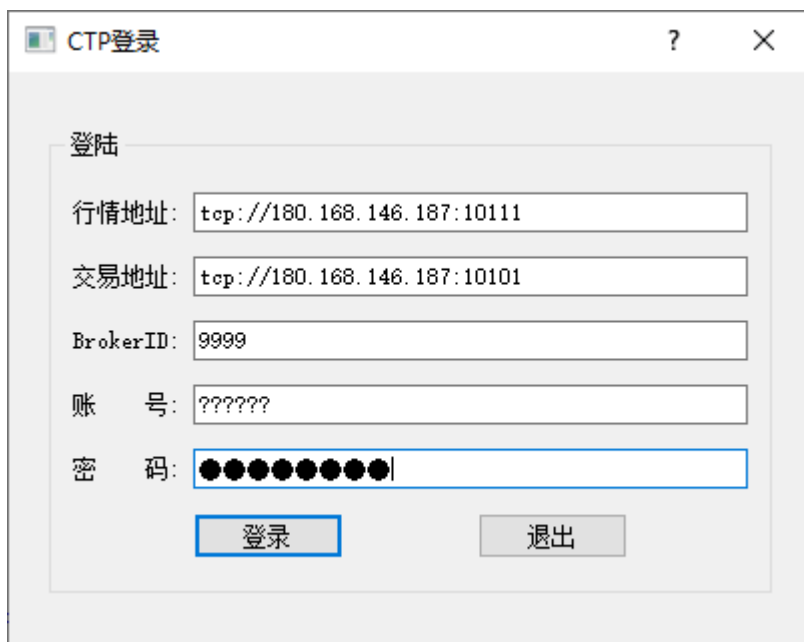 CTP登录
?
登陆
行情地址: tcp://180.168.146.187:10111
交易地址: tcp://180.168.146.187:10101
BrokerID: 9999
账 号: ??????
密 码: ●●●●●●●●
登录 退出